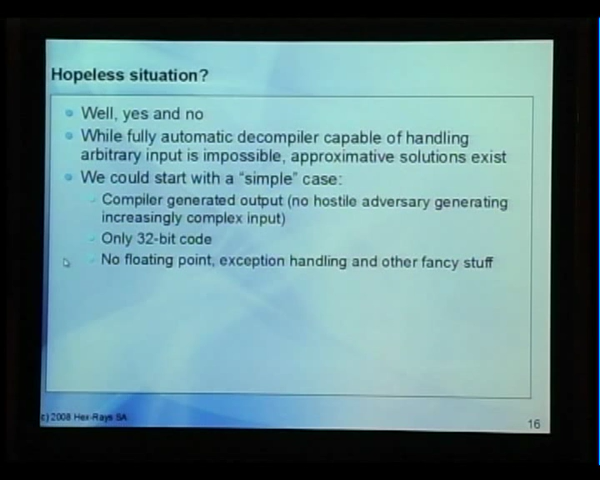 Hopeless situation?
Well, yes and no
While fully automatic decompiler capable of handling
arbitrary input is impossible, approximative solutions exist
We could start with a "simple" case:
Compiler generated output (no hostile adversary generating
increasingly complex input)
Only 32-bit code
No floating point, exception handling and other fancy stuff
c) 2008 Hex-Rays SA
16